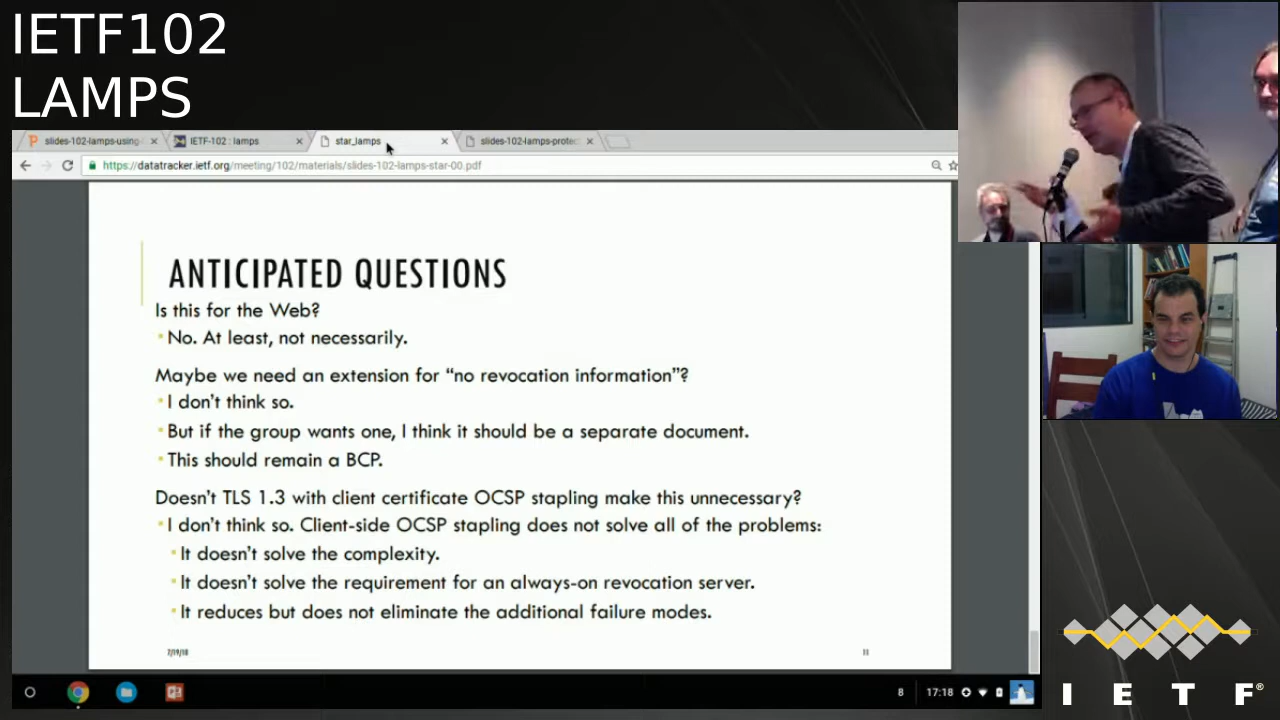 IETF102
LAMPS
slides-102-lamps-using-
IETF-102 : lamps
star_lamps
slides-102-lamps-protec
https://datatracker.ietf.org/meeting/102/materials/slides-102-lamps-star-00.pdf
ANTICIPATED QUESTIONS
Is this for the Web?
No. At least, not necessarily.
Maybe we need an extension for “no revocation information”?
I don’t think so.
But if the group wants one, I think it should be a separate document.
This should remain a BCP.
Doesn’t TLS 1.3 with client certificate OCSP stapling make this unnecessary?
I don’t think so. Client-side OCSP stapling does not solve all of the problems:
It doesn’t solve the complexity.
It doesn’t solve the requirement for an always-on revocation server.
It reduces but does not eliminate the additional failure modes.
7/19/18
11
8
17:18
I E T F®